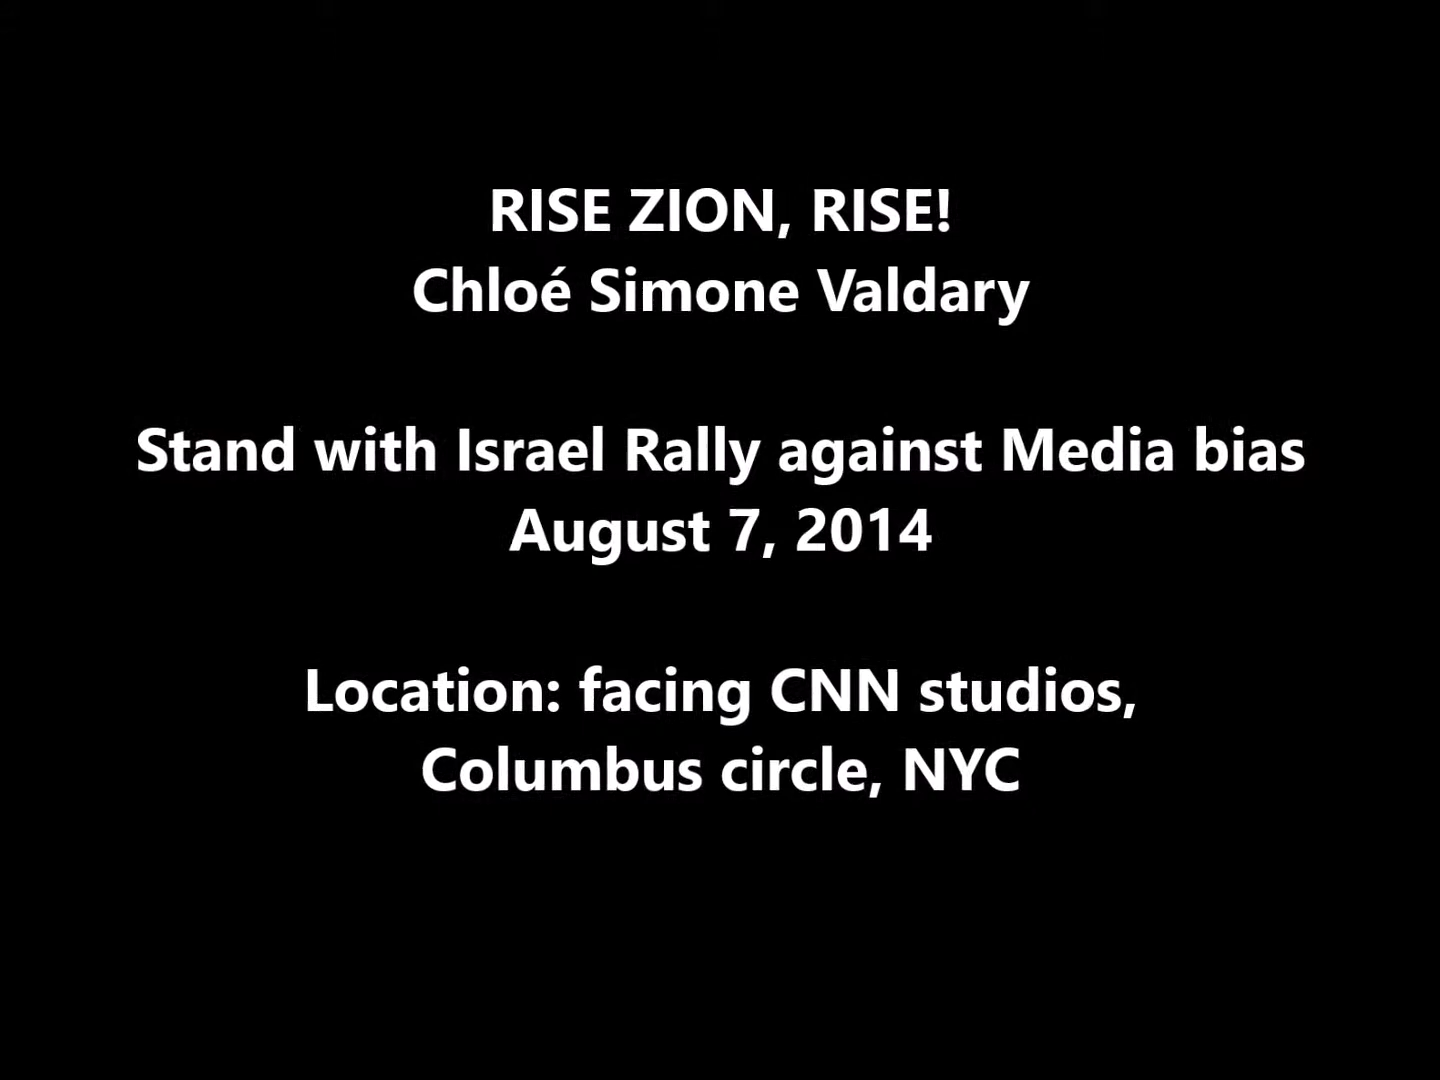 RISE ZION, RISE!
Chloé Simone Valdary
Stand with Israel Rally against Media bias
August 7, 2014
Location: facing CNN studios,
Columbus circle, NYC